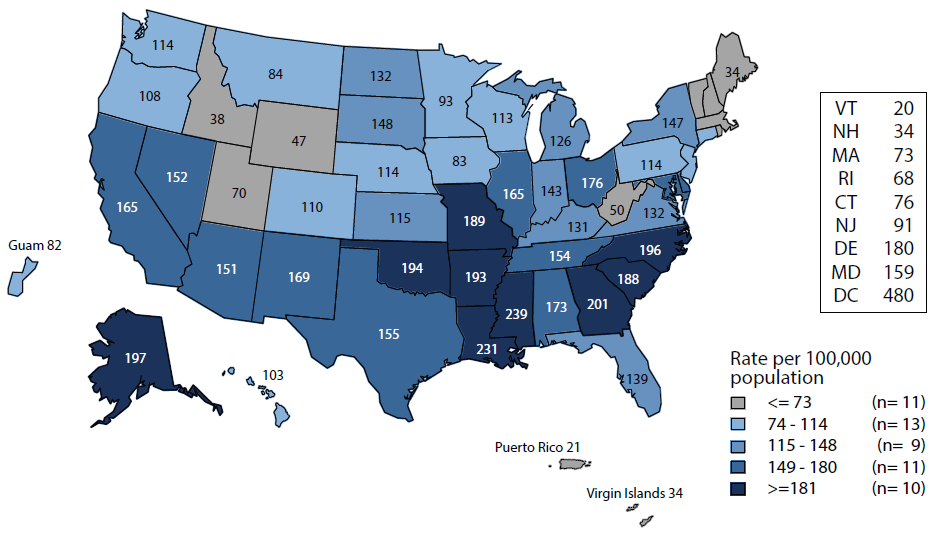 114
84
132
93
34
108
148
113
126
147
38
47
VT 20
NH 34
MA 73
RI 68
CT 76
NJ 91
DE 180
MD 159
DC 480
114
83
114
165
152
70
110
115
189
165
143
176
50
132
131
Guam 82
151
169
194
193
154
196
188
155
231
239
173
201
197
103
139
Rate per 100,000
population
<= 73 (n= 11)
74 - 114 (n= 13)
115 - 148 (n= 9)
149 - 180 (n= 11)
>=181 (n= 10)
Puerto Rico 21
Virgin Islands 34